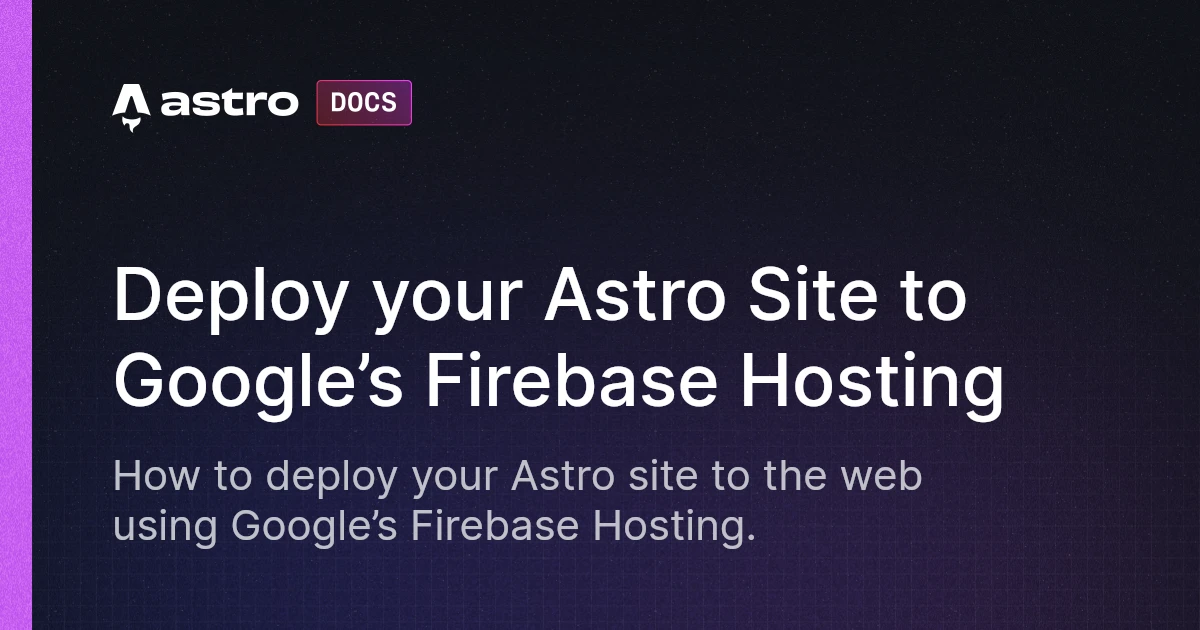 astro DOCS
Deploy your Astro Site to
Google’s Firebase Hosting
How to deploy your Astro site to the web
using Google’s Firebase Hosting.